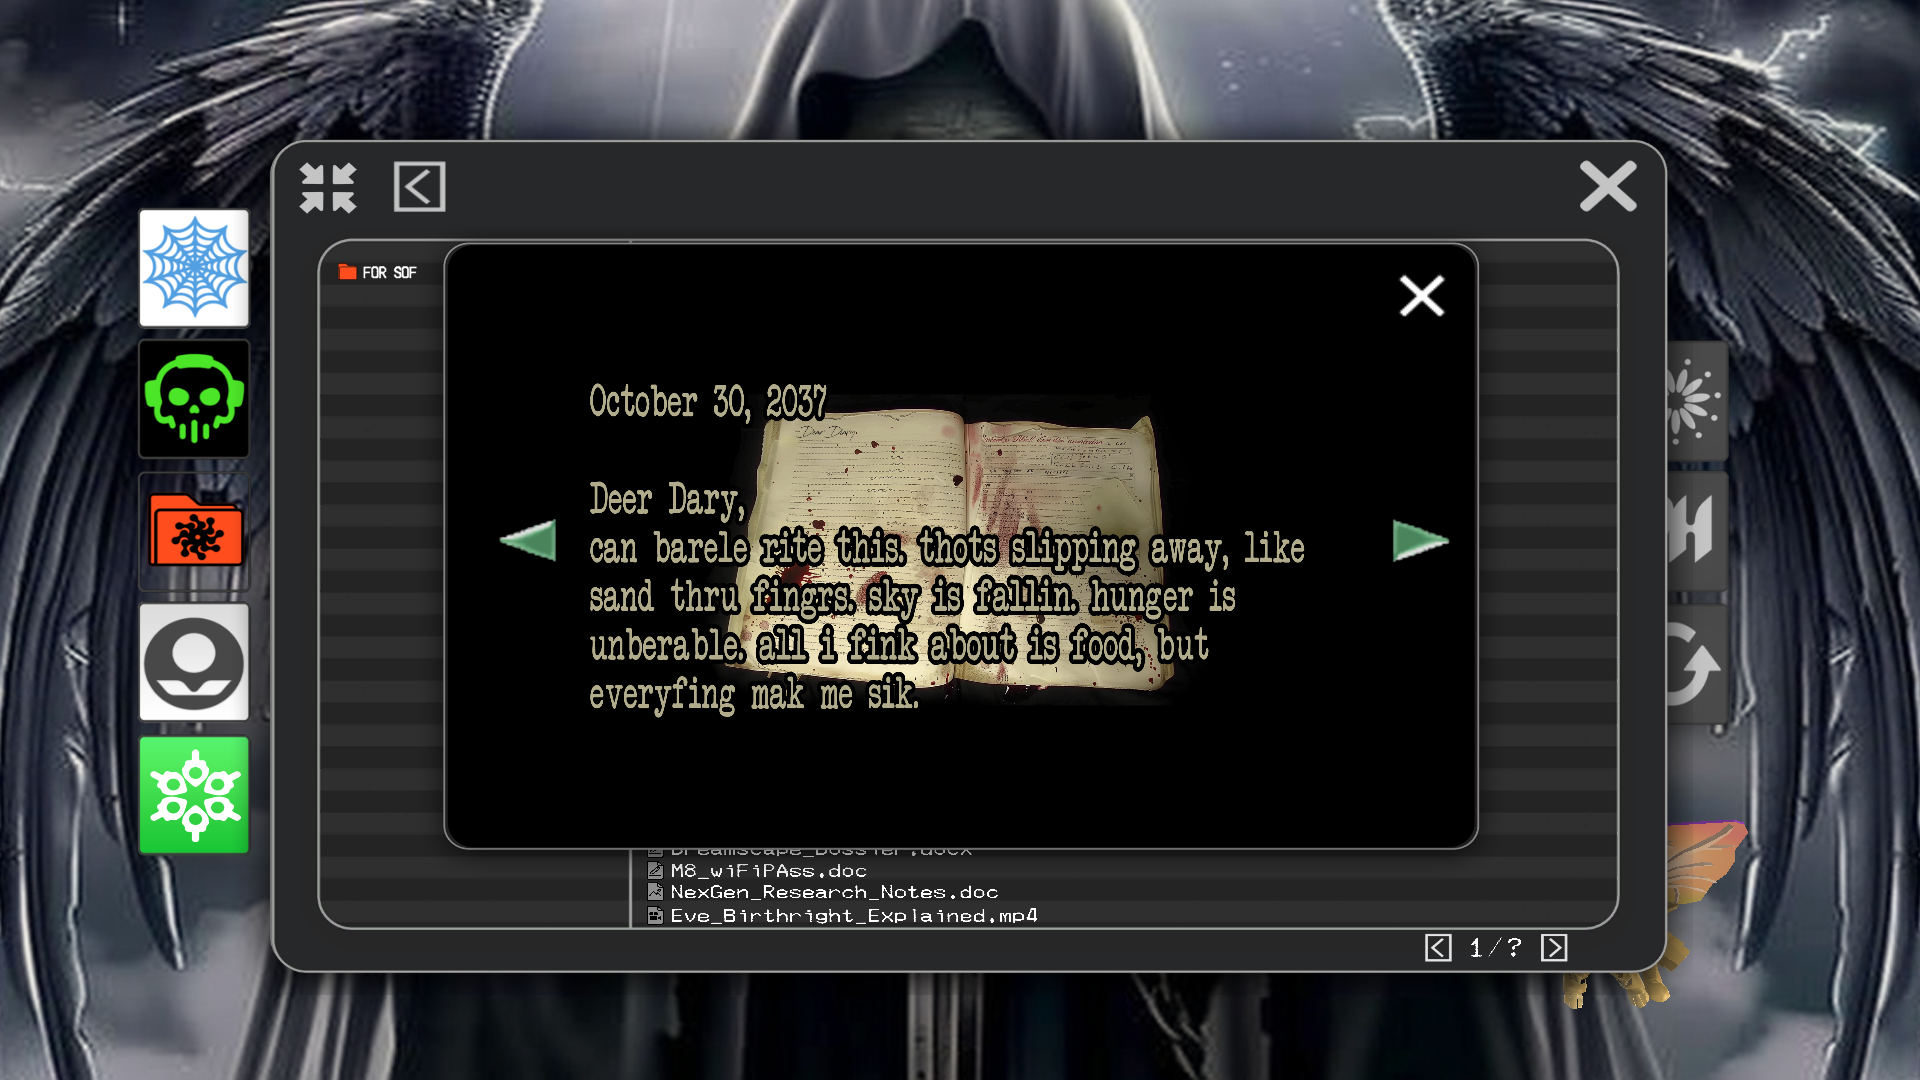 FOR SOF
October 30, 2037
Deer Dary,
can barele rite this. thots slipping away, like
sand thru fingrs. sky is fallin. hunger is
unberable. all i fink about is food, but
everyfing mak me sik.
Dreamscape_Dossier.docx
M8_wiFiPAss.doc
NexGen_Research_Notes.doc
Eve_Birthright_Explained.mp4
1/?